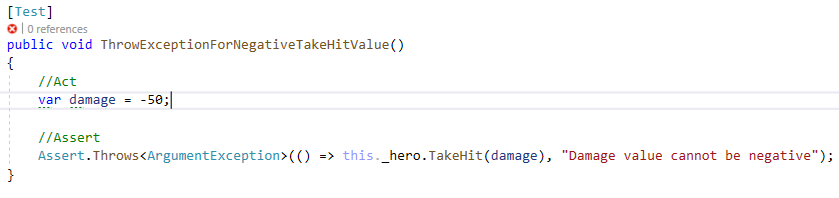 [Test]
| 0 references
public void ThrowExceptionForNegativeTakeHitValue()
{
//Act
var damage = -50;
//Assert
Assert.Throws<ArgumentException>(() => this._hero.TakeHit(damage), "Damage value cannot be negative");
}